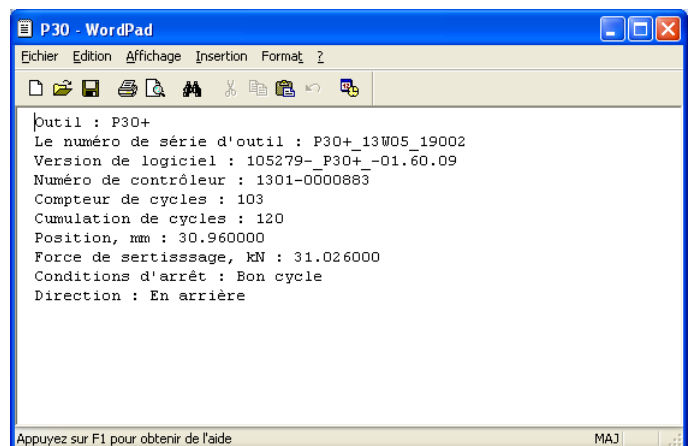 P30 - WordPad
Fichier Edition Affichage Insertion Format ?
Outil : P30+
Le numéro de série d'outil : P30+_13W05_19002
Version de logiciel : 105279-_P30+_-01.60.09
Numéro de contrôleur : 1301-0000883
Compteur de cycles : 103
Cumulation de cycles : 120
Position, mm : 30.960000
Force de sertisssage, kN : 31.026000
Conditions d'arrêt : Bon cycle
Direction : En arrière
Appuyez sur F1 pour obtenir de l'aide MAJ